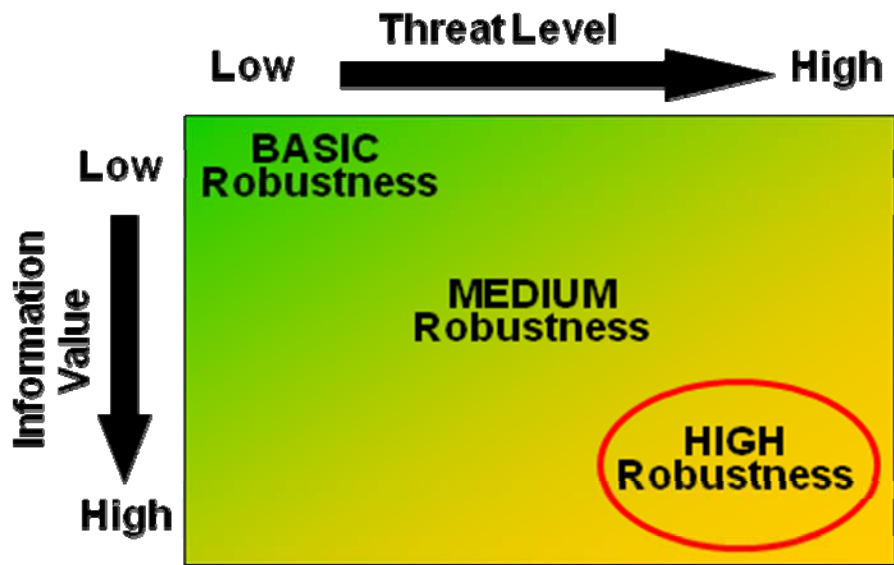 Threat Level
Low High
Low
BASIC
Robustness
Information
Value
MEDIUM
Robustness
HIGH
Robustness
High